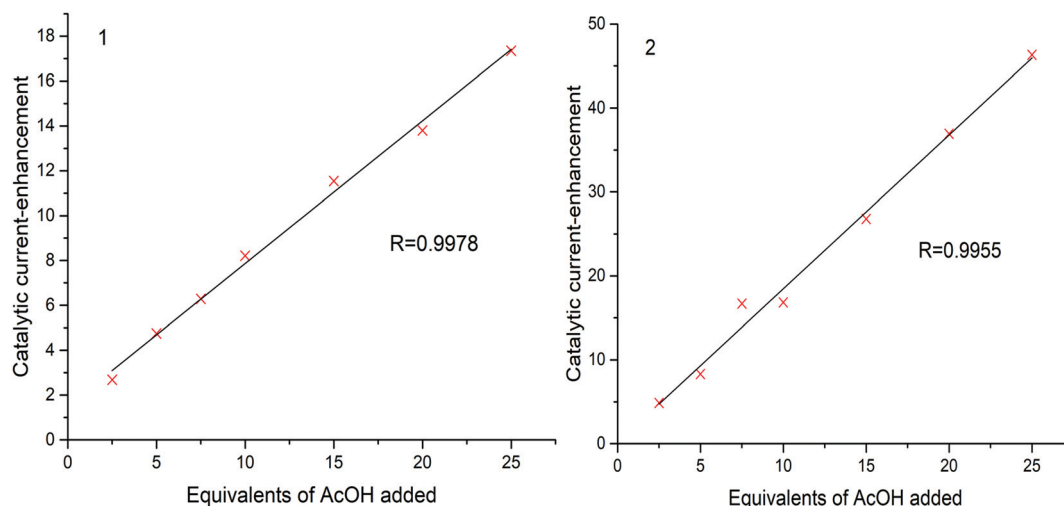 1
Catalytic current-enhancement
18
16
14
12
10
8
6
4
2
0
R=0.9978
0 5 10 15 20 25
Equivalents of AcOH added
2
Catalytic current-enhancement
50
40
30
20
10
0
R=0.9955
0 5 10 15 20 25
Equivalents of AcOH added